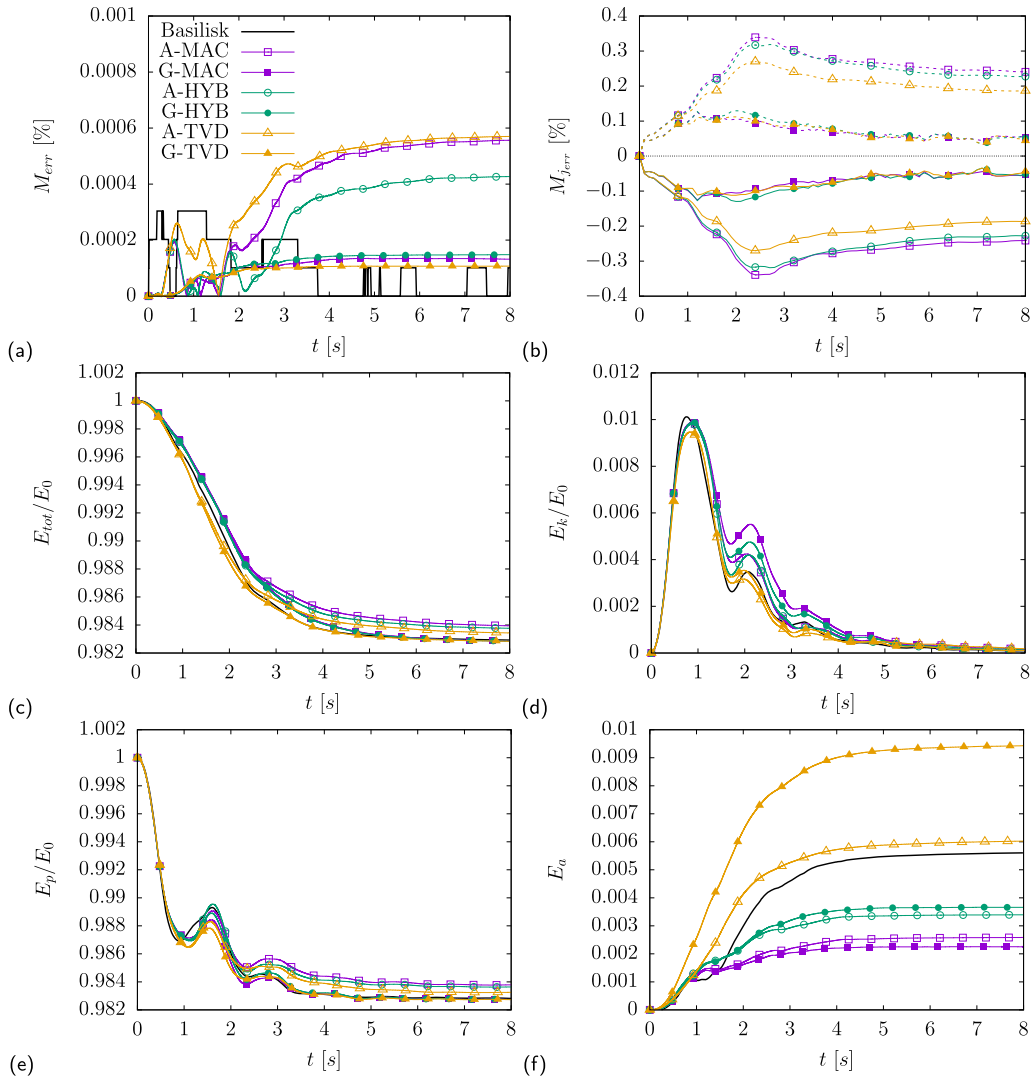 Basilisk
A-MAC
G-MAC
A-HYB
G-HYB
A-TVD
G-TVD
0.001
0.0008
0.0006
0.0004
0.0002
0
M_err [%]
0 1 2 3 4 5 6 7 8
t [s]
(a)
0.4
0.3
0.2
0.1
0
−0.1
−0.2
−0.3
−0.4
M_jerr [%]
0 1 2 3 4 5 6 7 8
t [s]
(b)
1.002
1
0.998
0.996
0.994
0.992
0.99
0.988
0.986
0.984
0.982
E_tot/E_0
0 1 2 3 4 5 6 7 8
t [s]
(c)
0.012
0.01
0.008
0.006
0.004
0.002
0
E_k/E_0
0 1 2 3 4 5 6 7 8
t [s]
(d)
1.002
1
0.998
0.996
0.994
0.992
0.99
0.988
0.986
0.984
0.982
E_p/E_0
0 1 2 3 4 5 6 7 8
t [s]
(e)
0.01
0.009
0.008
0.007
0.006
0.005
0.004
0.003
0.002
0.001
0
E_a
0 1 2 3 4 5 6 7 8
t [s]
(f)